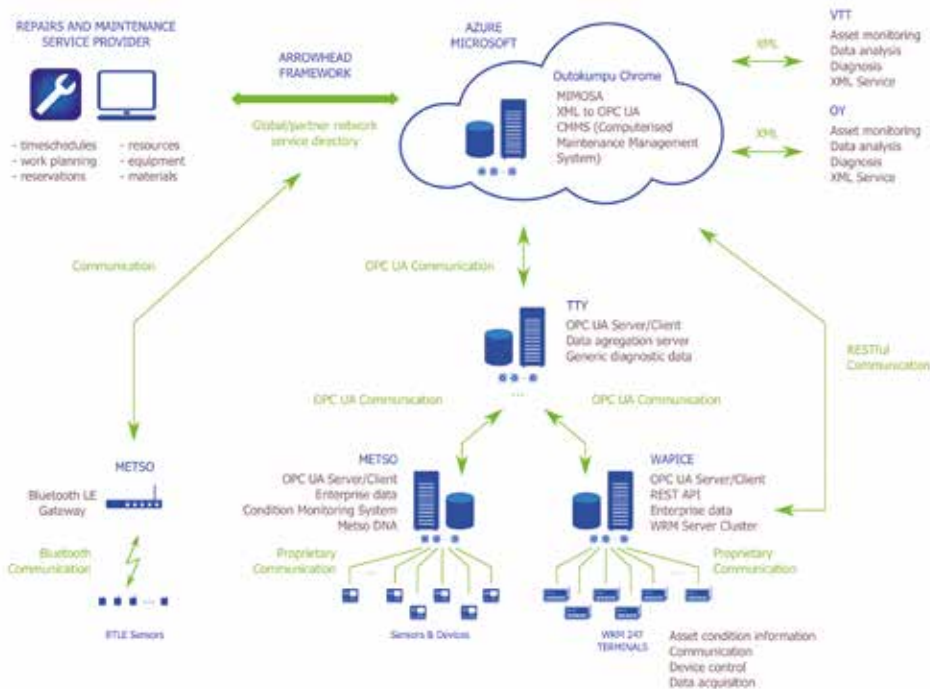 REPAIRS AND MAINTENANCE
SERVICE PROVIDER
- timeschedules
- work planning
- reservations
- resources
- equipment
- materials
ARROWHEAD
FRAMEWORK
Global/partner network
service directory
AZURE
MICROSOFT
Outokumpu Chrome
MIMOSA
XML to OPC UA
CMMS (Computerised
Maintenance Management
System)
XML
VTT
Asset monitoring
Data analysis
Diagnosis
XML Service
XML
OY
Asset monitoring
Data analysis
Diagnosis
XML Service
Communication
OPC UA Communication
TTY
OPC UA Server/Client
Data agregation server
Generic diagnostic data
RESTful
Communication
OPC UA Communication
OPC UA Communication
METSO
Bluetooth LE
Gateway
Bluetooth
Communication
BTLE Sensors
METSO
OPC UA Server/Client
Enterprise data
Condition Monitoring System
Metso DNA
Proprietary
Communication
Sensors & Devices
WAPICE
OPC UA Server/Client
REST API
Enterprise data
WRM Server Cluster
Proprietary
Communication
WRM 247
TERMINALS
Asset condition information
Communication
Device control
Data acquisition